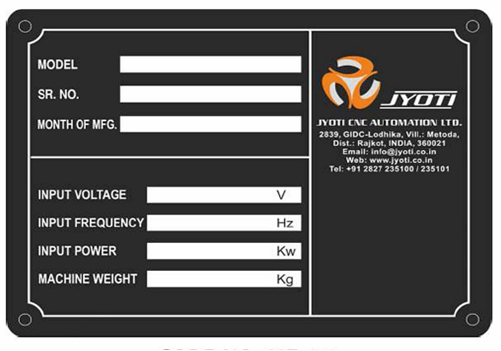 MODEL
SR. NO.
MONTH OF MFG.
INPUT VOLTAGE V
INPUT FREQUENCY Hz
INPUT POWER Kw
MACHINE WEIGHT Kg
JYOTI
JYOTI CNC AUTOMATION LTD.
2839, GIDC-Lodhika, Vill.: Metoda,
Dist.: Rajkot, INDIA, 360021
Email: info@jyoti.co.in
Web: www.jyoti.co.in
Tel: +91 2827 235100 / 235101